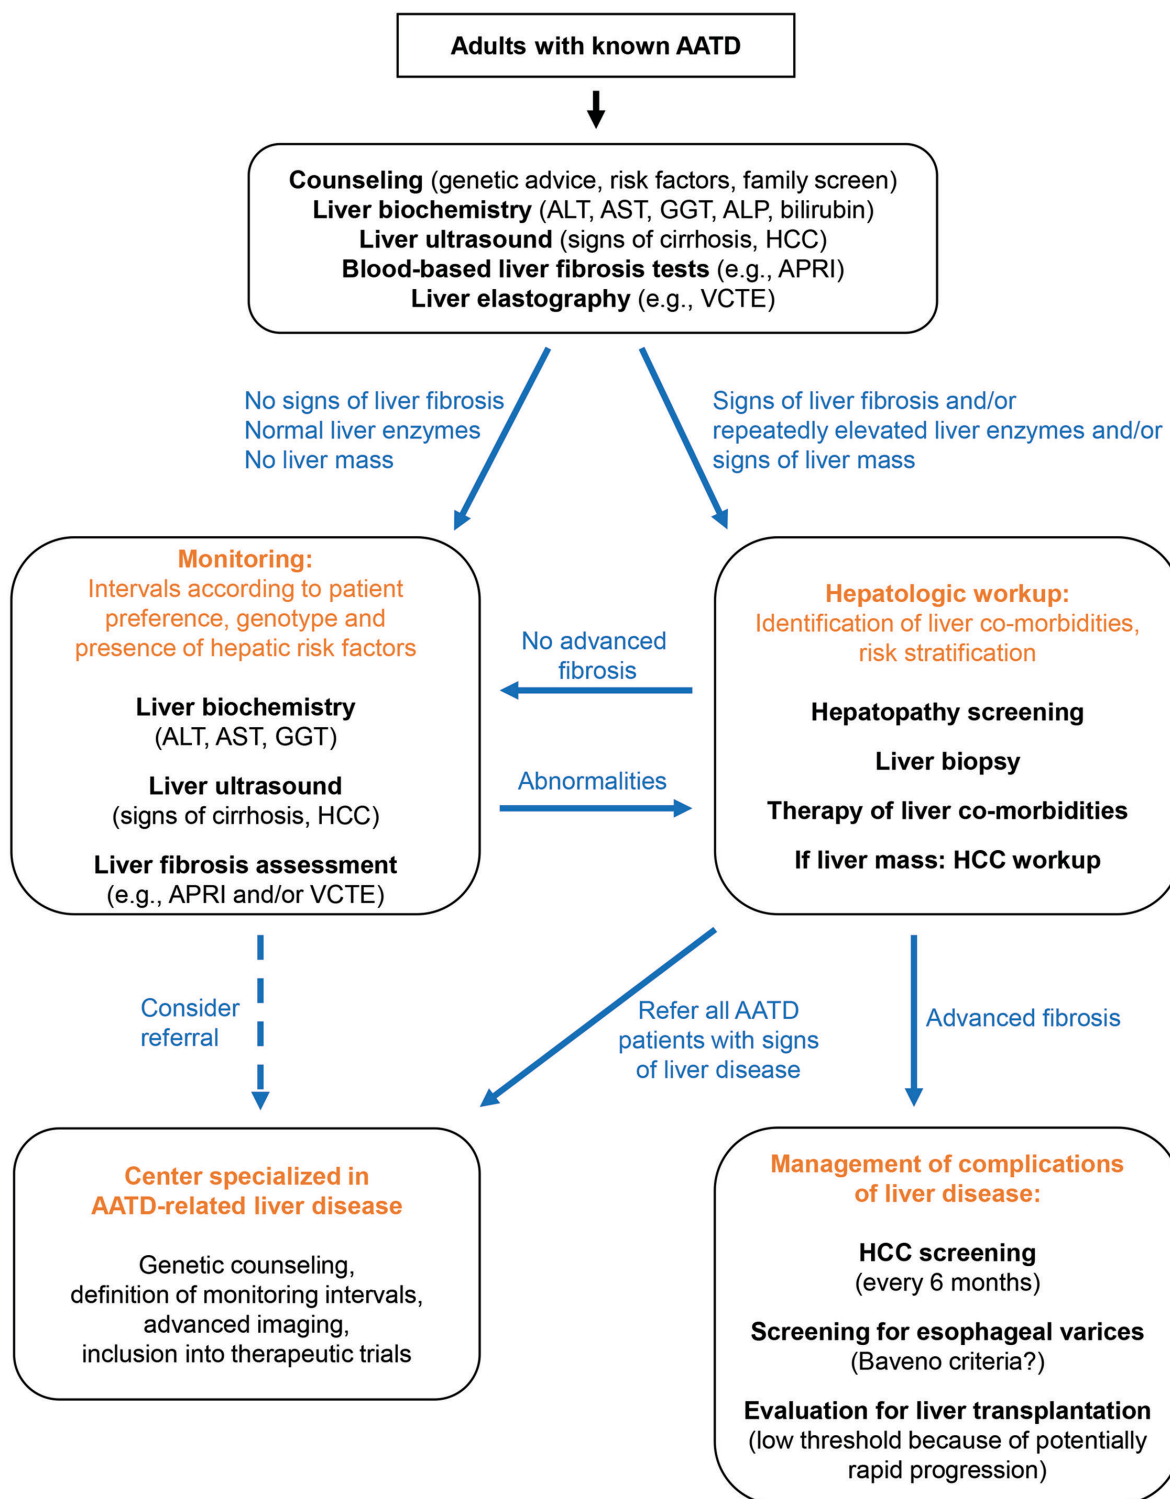 Adults with known AATD
Counseling (genetic advice, risk factors, family screen)
Liver biochemistry (ALT, AST, GGT, ALP, bilirubin)
Liver ultrasound (signs of cirrhosis, HCC)
Blood-based liver fibrosis tests (e.g., APRI)
Liver elastography (e.g., VCTE)
No signs of liver fibrosis
Normal liver enzymes
No liver mass
Signs of liver fibrosis and/or
repeatedly elevated liver enzymes and/or
signs of liver mass
Monitoring:
Intervals according to patient
preference, genotype and
presence of hepatic risk factors
Liver biochemistry
(ALT, AST, GGT)
Liver ultrasound
(signs of cirrhosis, HCC)
Liver fibrosis assessment
(e.g., APRI and/or VCTE)
No advanced
fibrosis
Abnormalities
Hepatologic workup:
Identification of liver co-morbidities,
risk stratification
Hepatopathy screening
Liver biopsy
Therapy of liver co-morbidities
If liver mass: HCC workup
Consider
referral
Refer all AATD
patients with signs
of liver disease
Advanced fibrosis
Center specialized in
AATD-related liver disease
Genetic counseling,
definition of monitoring intervals,
advanced imaging,
inclusion into therapeutic trials
Management of complications
of liver disease:
HCC screening
(every 6 months)
Screening for esophageal varices
(Baveno criteria?)
Evaluation for liver transplantation
(low threshold because of potentially
rapid progression)